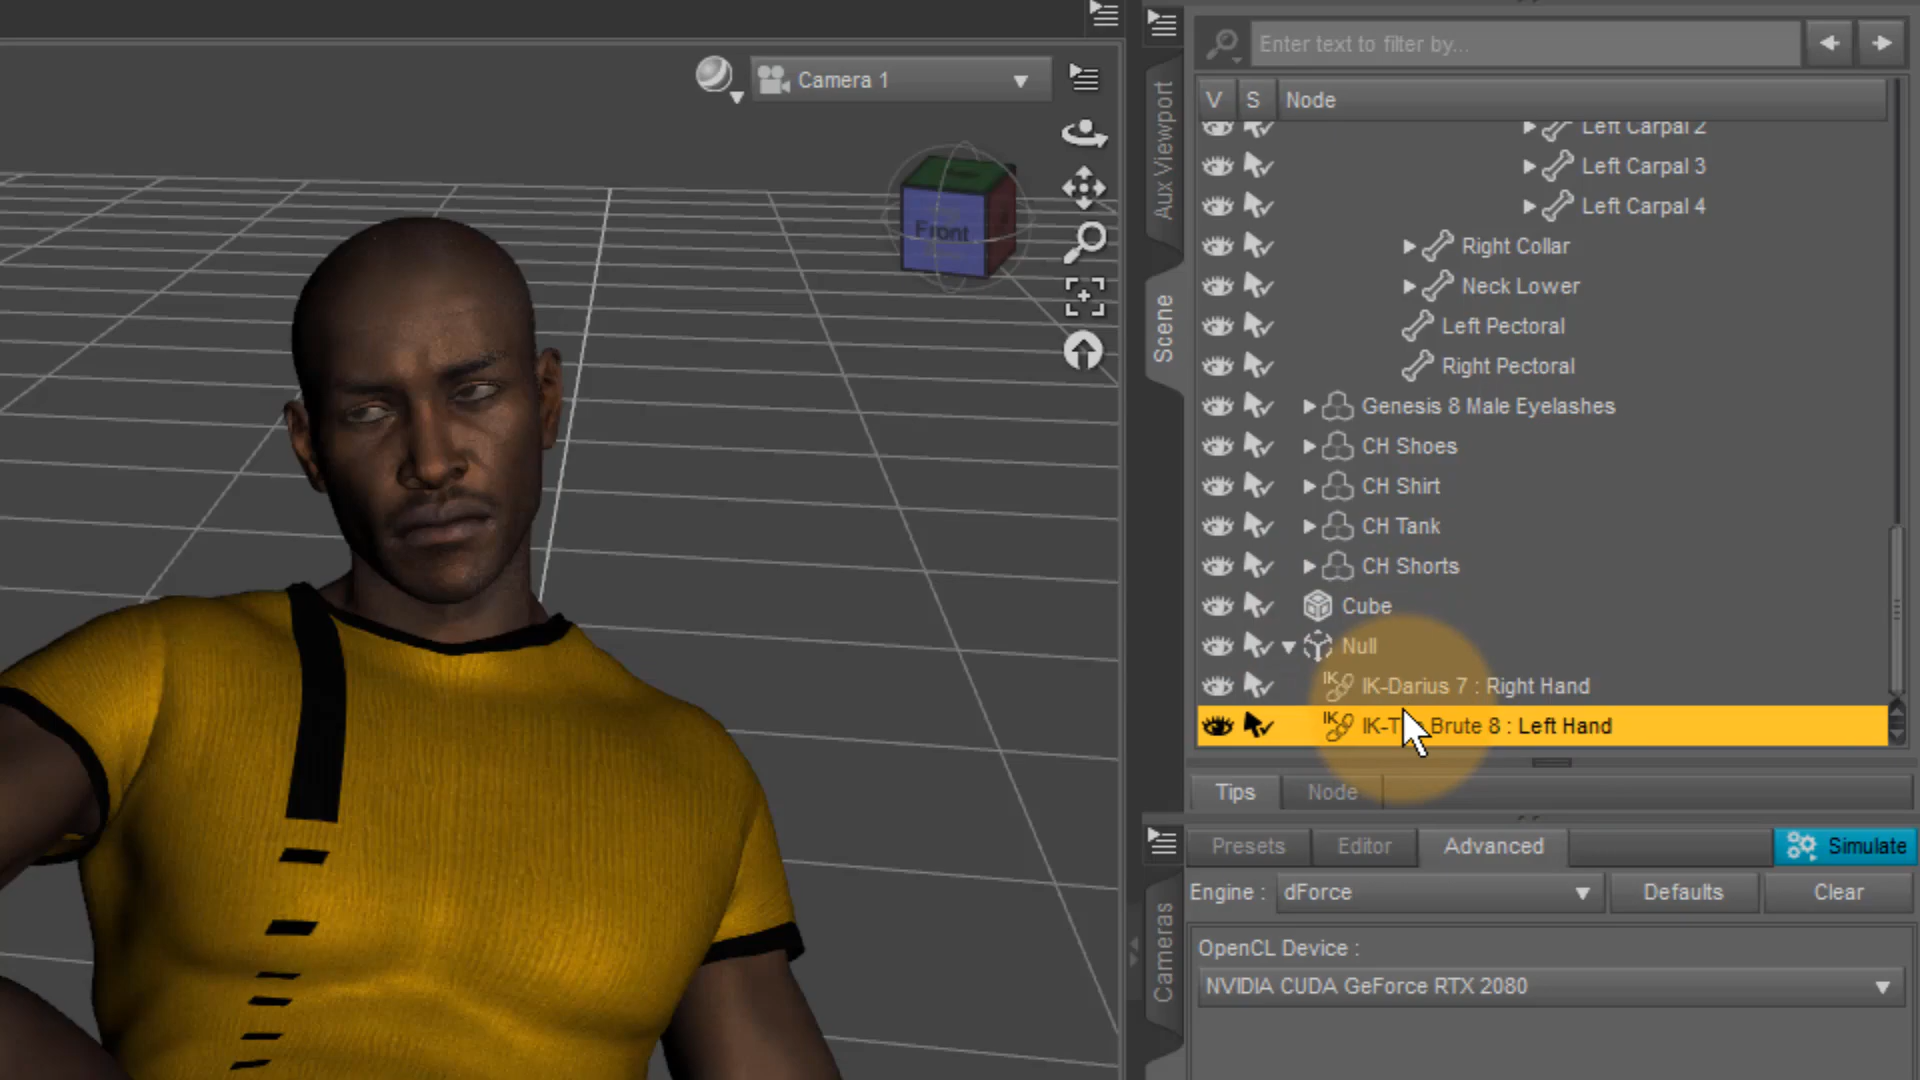 Camera 1
Front
Aux Viewport
Scene
Cameras
Enter text to filter by...
V S Node
Left Carpal 2
Left Carpal 3
Left Carpal 4
Right Collar
Neck Lower
Left Pectoral
Right Pectoral
Genesis 8 Male Eyelashes
CH Shoes
CH Shirt
CH Tank
CH Shorts
Cube
Null
IK IK-Darius 7 : Right Hand
IK Brute 8 : Left Hand
Tips Node
Presets Editor Advanced Simulate
Engine : dForce Defaults Clear
OpenCL Device :
NVIDIA CUDA GeForce RTX 2080